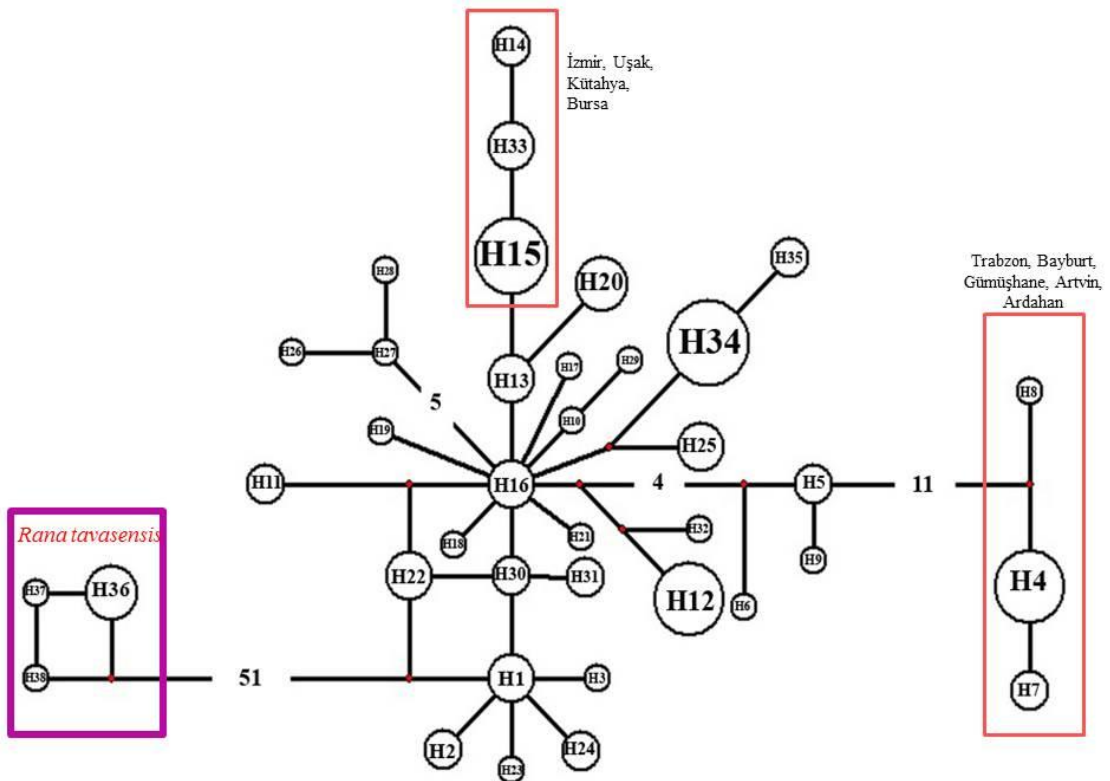 H14
İzmir, Uşak,
Kütahya,
Bursa
H33
H15
H35
Trabzon, Bayburt,
Gümüşhane, Artvin,
Ardahan
H28
H20
H34
H26
H27
H13
H17
H29
H8
5
H10
H19
H25
H11
H16
4
H5
11
Rana tavasensis
H32
H18
H21
H9
H37
H36
H22
H30
H31
H12
H6
H4
H38
51
H1
H3
H7
H2
H23
H24